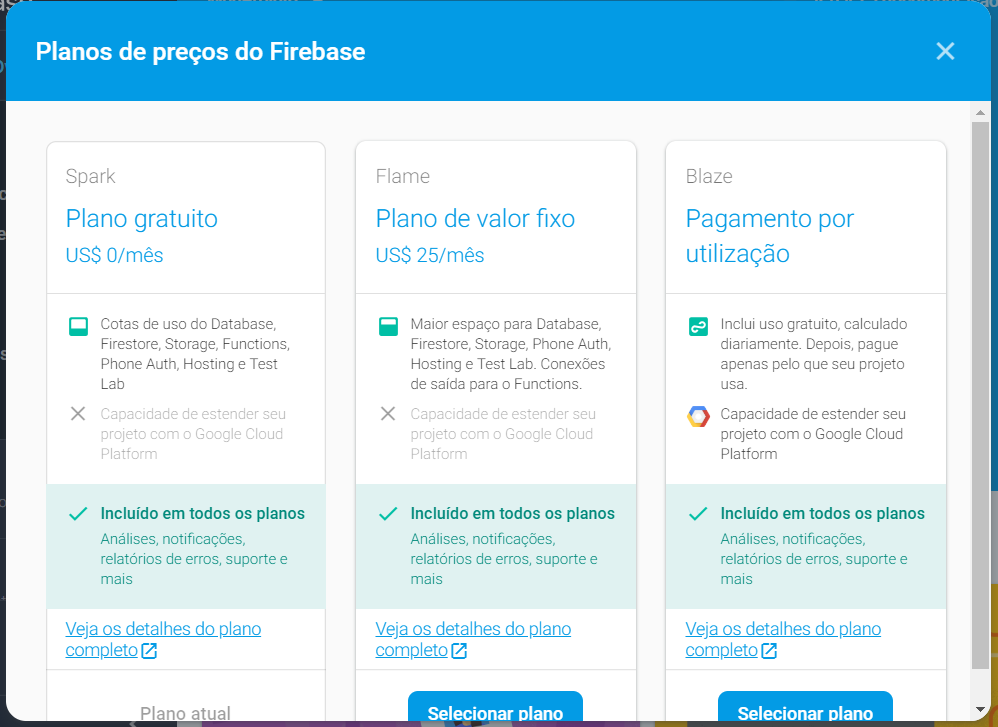 Planos de preços do Firebase
Spark
Plano gratuito
US$ 0/mês
Cotas de uso do Database,
Firestore, Storage, Functions,
Phone Auth, Hosting e Test
Lab
Capacidade de estender seu
projeto com o Google Cloud
Platform
Incluído em todos os planos
Análises, notificações,
relatórios de erros, suporte e
mais
Veja os detalhes do plano
completo
Plano atual
Flame
Plano de valor fixo
US$ 25/mês
Maior espaço para Database,
Firestore, Storage, Phone Auth,
Hosting e Test Lab. Conexões
de saída para o Functions.
Capacidade de estender seu
projeto com o Google Cloud
Platform
Incluído em todos os planos
Análises, notificações,
relatórios de erros, suporte e
mais
Veja os detalhes do plano
completo
Selecionar plano
Blaze
Pagamento por
utilização
Inclui uso gratuito, calculado
diariamente. Depois, pague
apenas pelo que seu projeto
usa.
Capacidade de estender seu
projeto com o Google Cloud
Platform
Incluído em todos os planos
Análises, notificações,
relatórios de erros, suporte e
mais
Veja os detalhes do plano
completo
Selecionar plano